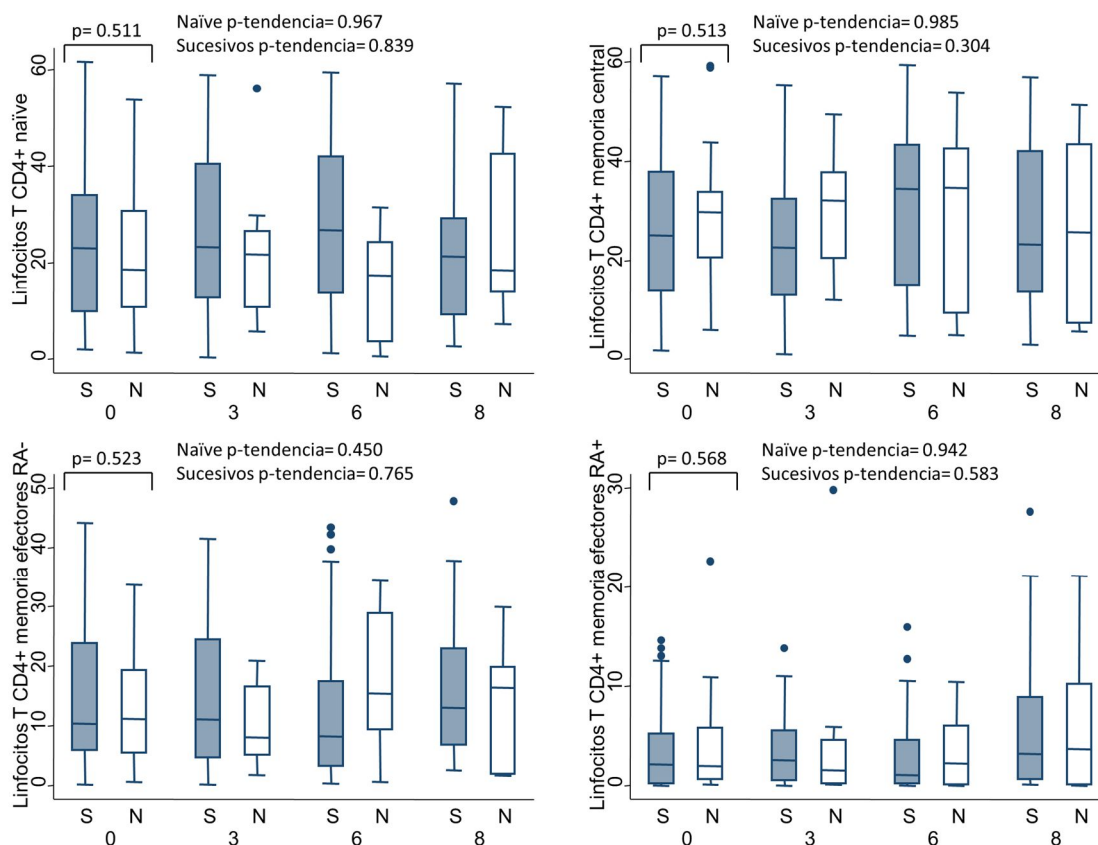 p= 0.511
Naïve p-tendencia= 0.967
Sucesivos p-tendencia= 0.839
Linfocitos T CD4+ naïve
60
40
20
0
S N S N S N S N
0 3 6 8
p= 0.513
Naïve p-tendencia= 0.985
Sucesivos p-tendencia= 0.304
Linfocitos T CD4+ memoria central
60
40
20
0
S N S N S N S N
0 3 6 8
p= 0.523
Naïve p-tendencia= 0.450
Sucesivos p-tendencia= 0.765
Linfocitos T CD4+ memoria efectores RA-
50
40
30
20
10
0
S N S N S N S N
0 3 6 8
p= 0.568
Naïve p-tendencia= 0.942
Sucesivos p-tendencia= 0.583
Linfocitos T CD4+ memoria efectores RA+
30
20
10
0
S N S N S N S N
0 3 6 8